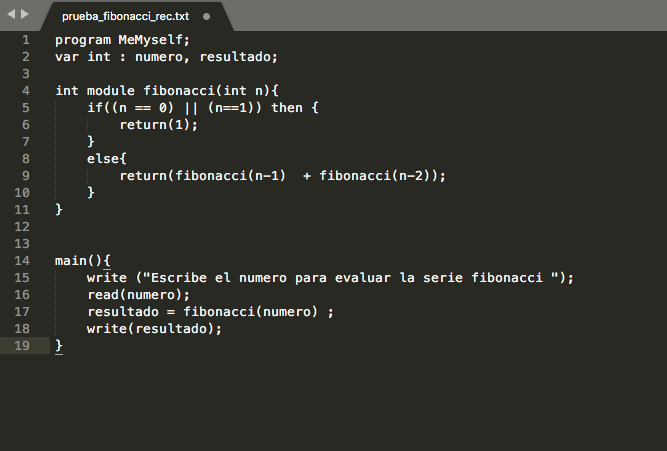 prueba_fibonacci_rec.txt
1 program MeMyself;
2 var int : numero, resultado;
3
4 int module fibonacci(int n){
5 if((n == 0) || (n==1)) then {
6 return(1);
7 }
8 else{
9 return(fibonacci(n-1)  + fibonacci(n-2));
10 }
11 }
12
13
14 main(){
15 write ("Escribe el numero para evaluar la serie fibonacci ");
16 read(numero);
17 resultado = fibonacci(numero) ;
18 write(resultado);
19 }